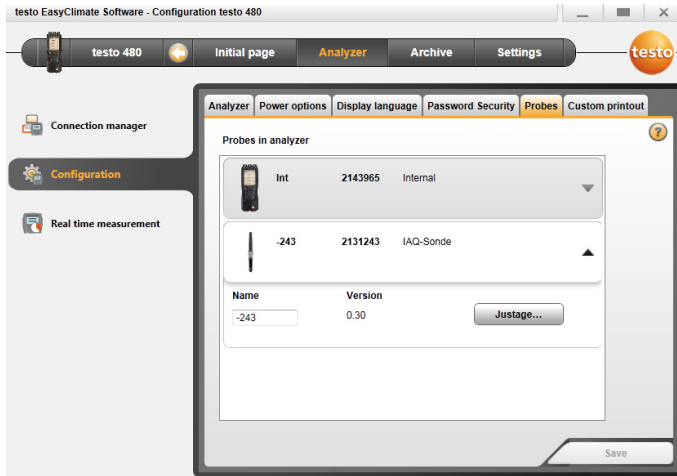 testo EasyClimate Software - Configuration testo 480
testo 480 Initial page Analyzer Archive Settings testo
Analyzer Power options Display language Password Security Probes Custom printout
Connection manager
Configuration
Real time measurement
?
Probes in analyzer
Int 2143965 Internal
-243 2131243 IAQ-Sonde
Name Version
-243 0.30 Justage...
Save